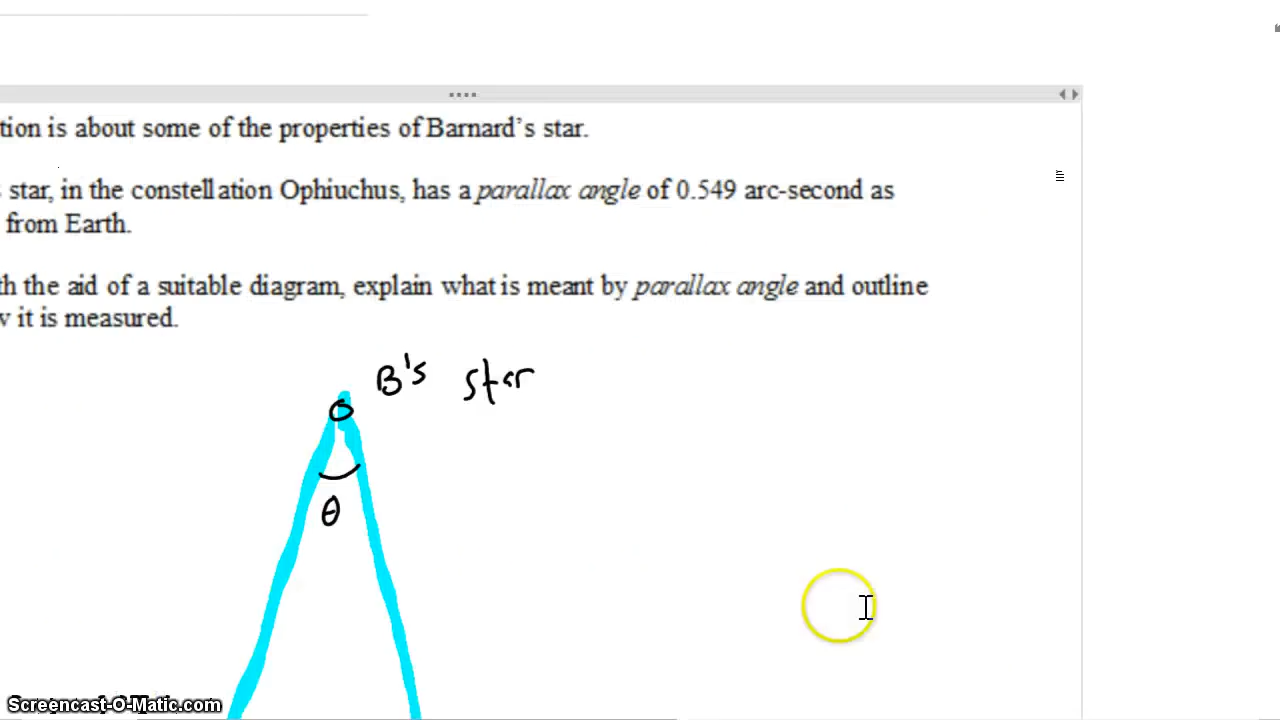 tion is about some of the properties of Barnard's star.
star, in the constellation Ophiuchus, has a parallax angle of 0.549 arc-second as
from Earth.
th the aid of a suitable diagram, explain what is meant by parallax angle and outline
it is measured.
B's star
θ
Screencast-O-Matic.com